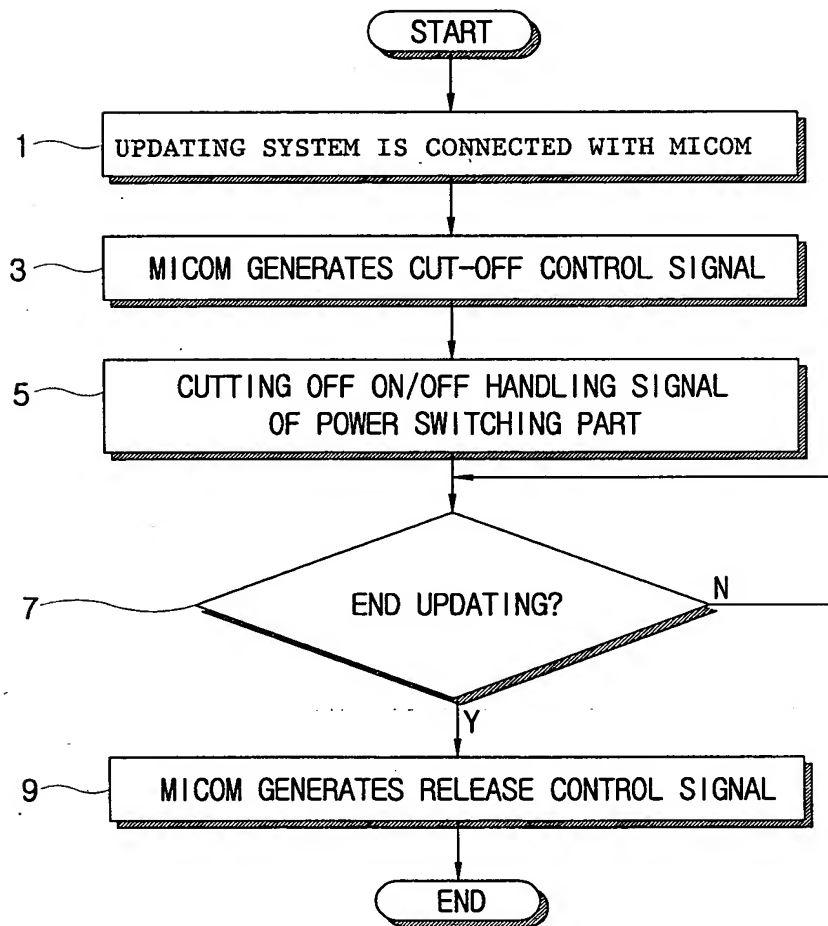 START
1
UPDATING SYSTEM IS CONNECTED WITH MICOM
3
MICOM GENERATES CUT-OFF CONTROL SIGNAL
5
CUTTING OFF ON/OFF HANDLING SIGNAL
OF POWER SWITCHING PART
7
END UPDATING?
N
Y
9
MICOM GENERATES RELEASE CONTROL SIGNAL
END